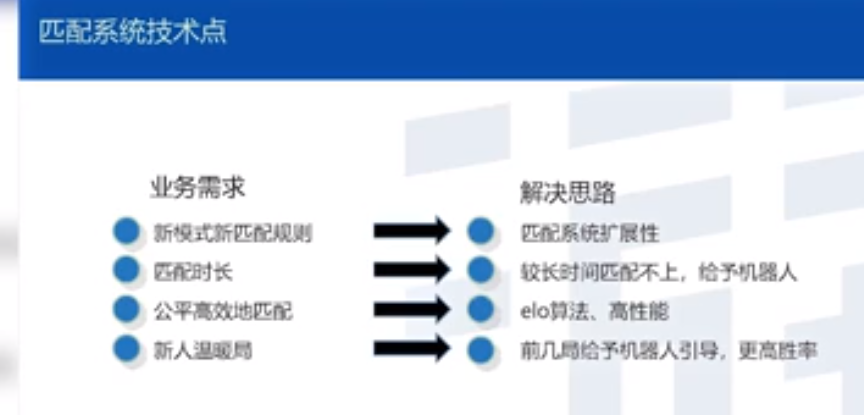 匹配系统技术点
业务需求
解决思路
新模式新匹配规则
匹配系统扩展性
匹配时长
较长时间匹配不上，给予机器人
公平高效地匹配
elo算法、高性能
新人温暖局
前几局给予机器人引导，更高胜率